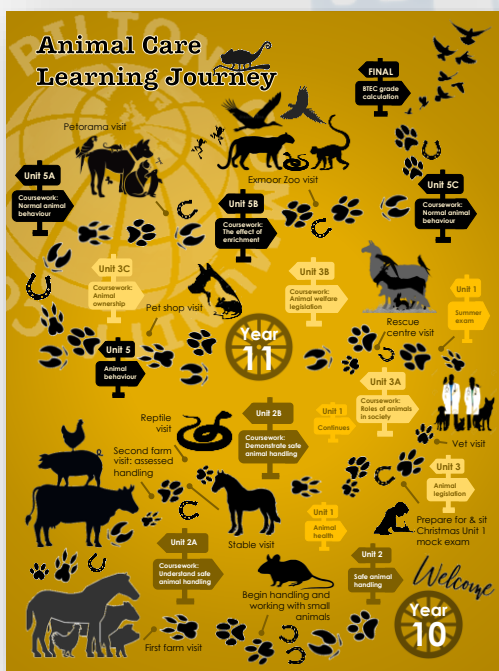 Animal Care
Learning Journey
FINAL
BTEC grade
calculation
Petorama visit
Exmoor Zoo visit
Unit 5A
Coursework:
Normal animal
behaviour
Unit 5B
Coursework:
The effect of
enrichment
Unit 5C
Coursework:
Normal animal
behaviour
Unit 3C
Coursework:
Animal
ownership
Pet shop visit
Unit 3B
Coursework:
Animal welfare
legislation
Rescue
centre visit
Unit 1
Summer
exam
Year
11
Unit 5
Animal
behaviour
Unit 3A
Coursework:
Roles of animals
in society
Unit 1
Continues
Vet visit
Reptile
visit
Unit 2B
Coursework:
Demonstrate safe
animal handling
Second farm
visit: assessed
handling
Unit 3
Animal
legislation
Stable visit
Unit 1
Animal
health
Prepare for & sit
Christmas Unit 1
mock exam
Unit 2A
Coursework:
Understand safe
animal handling
Unit 2
Safe animal
handling
Welcome
Begin handling and
working with small
animals
Year
10
First farm visit